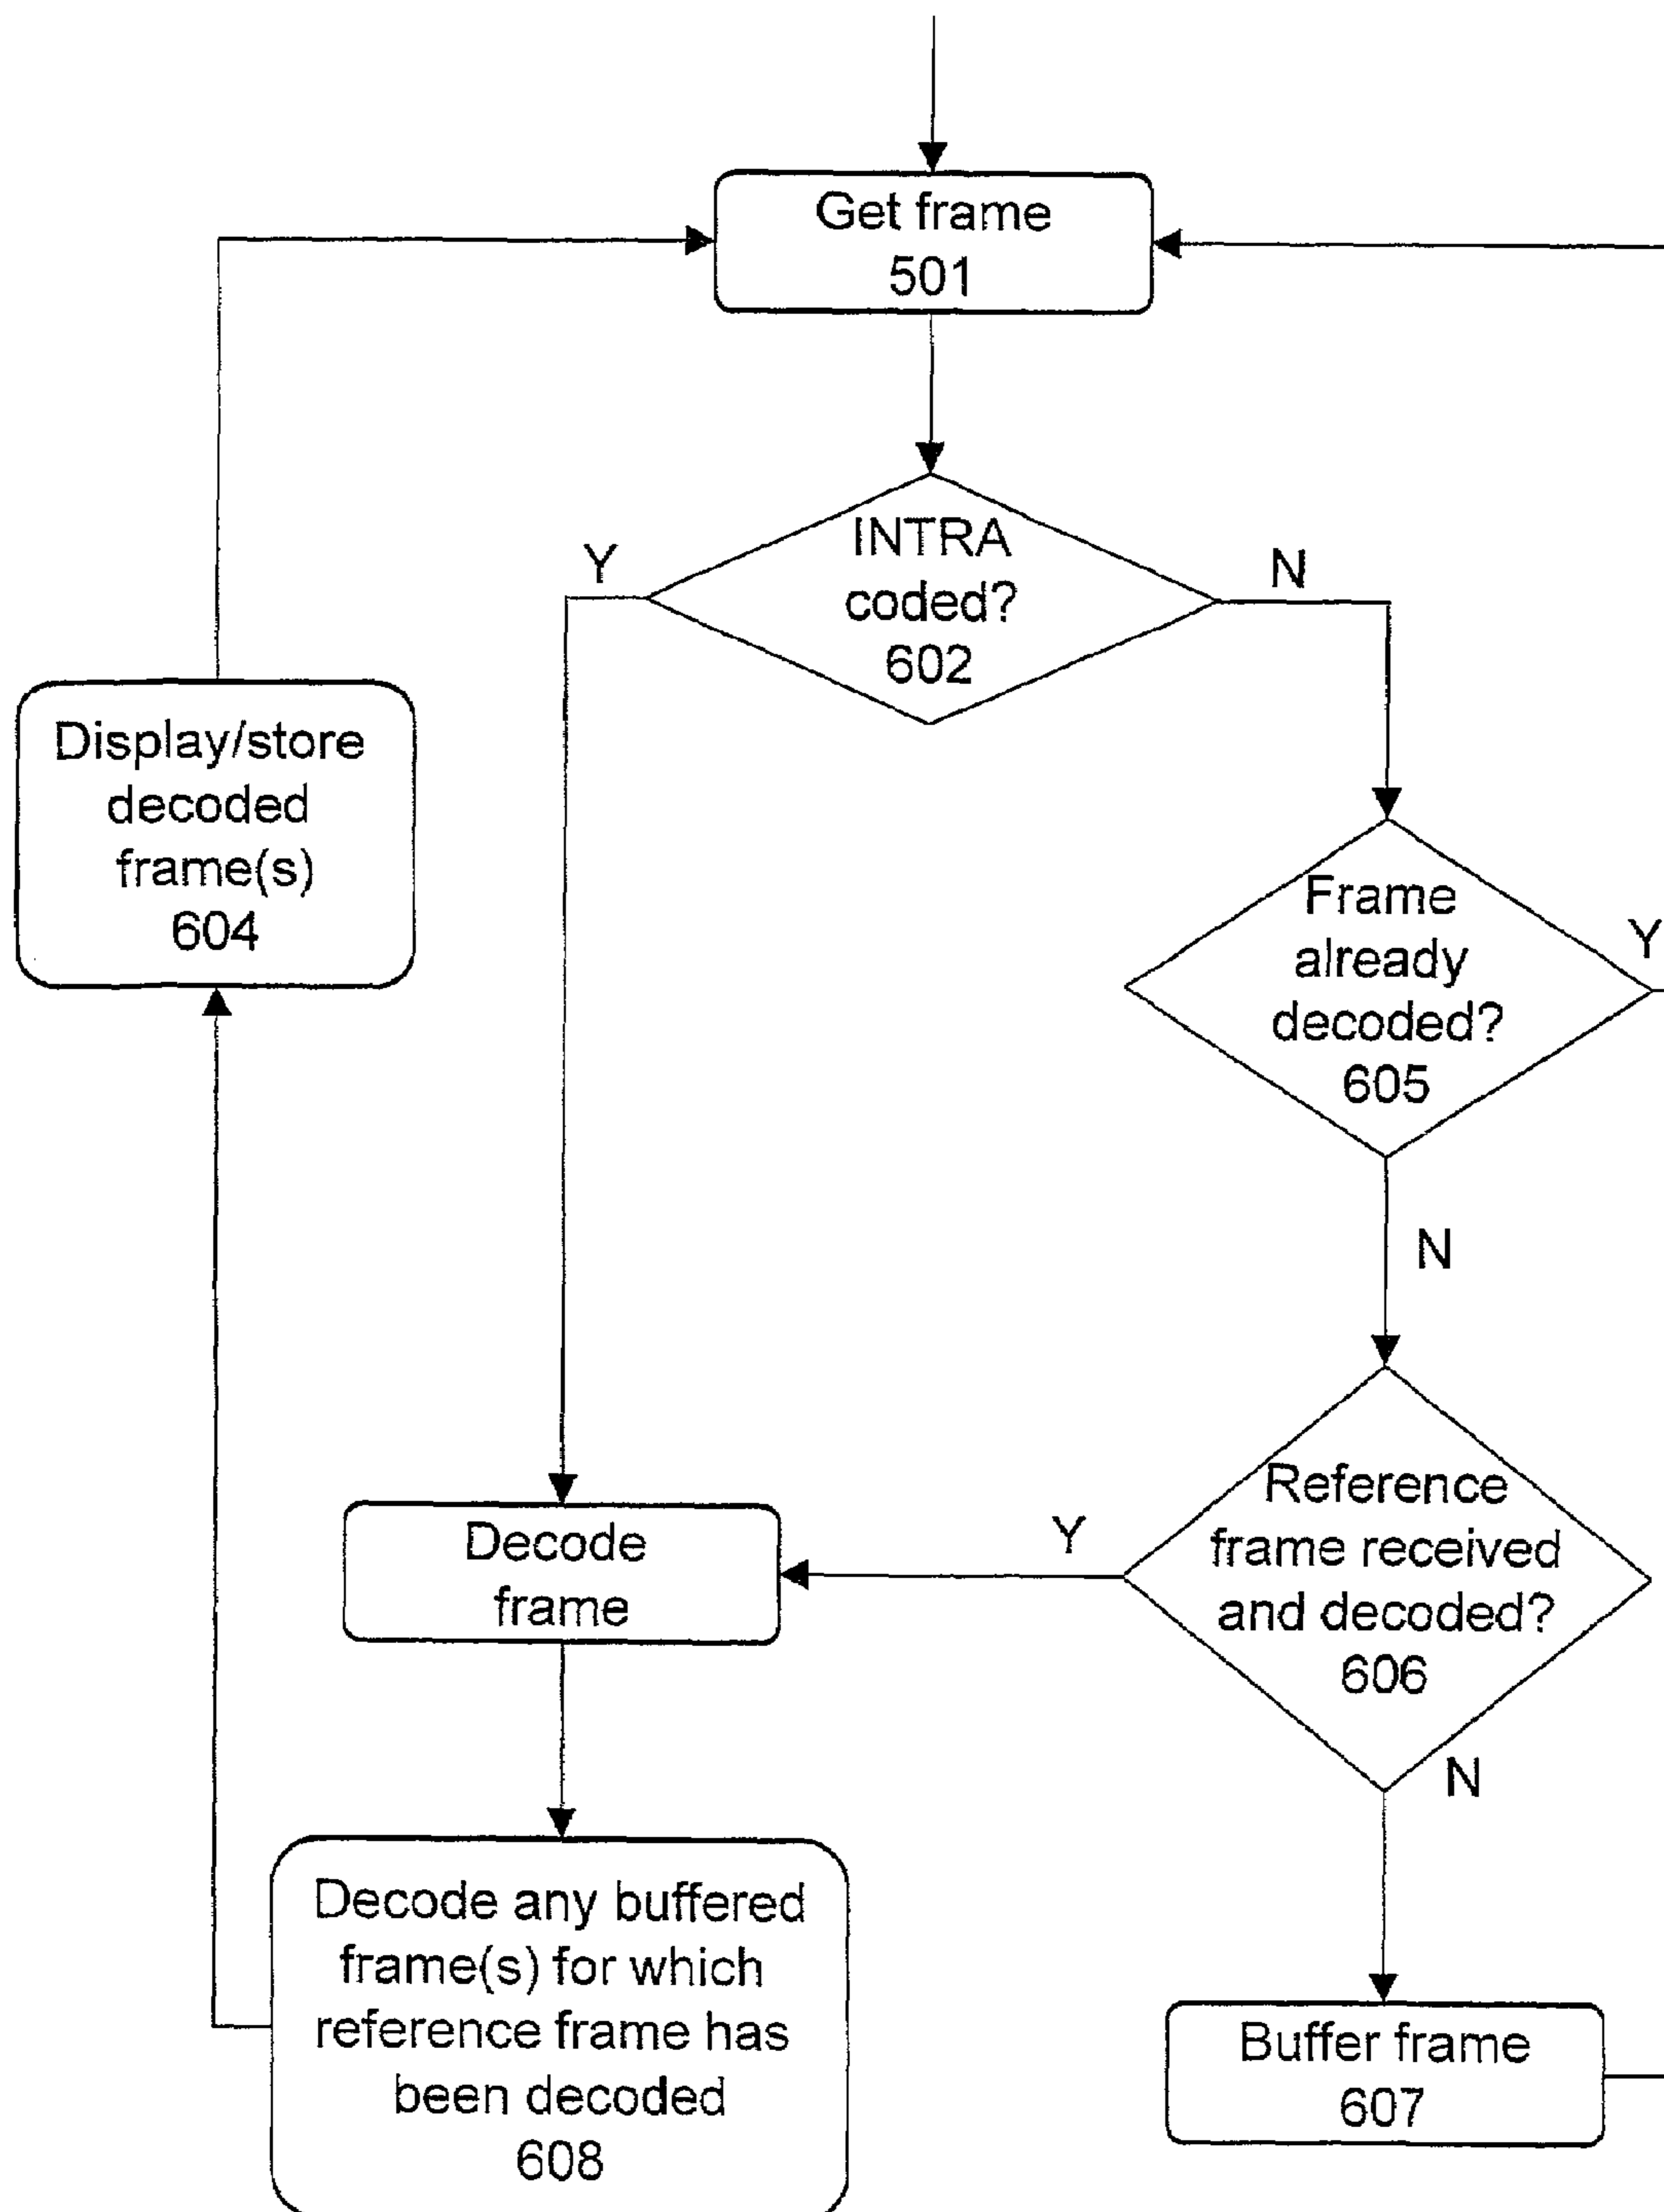 Get frame
501
INTRA
coded?
602
Y
N
Display/store
decoded
frame(s)
604
Frame
already
decoded?
605
Y
N
Reference
frame received
and decoded?
606
Y
N
Decode
frame
Decode any buffered
frame(s) for which
reference frame has
been decoded
608
Buffer frame
607